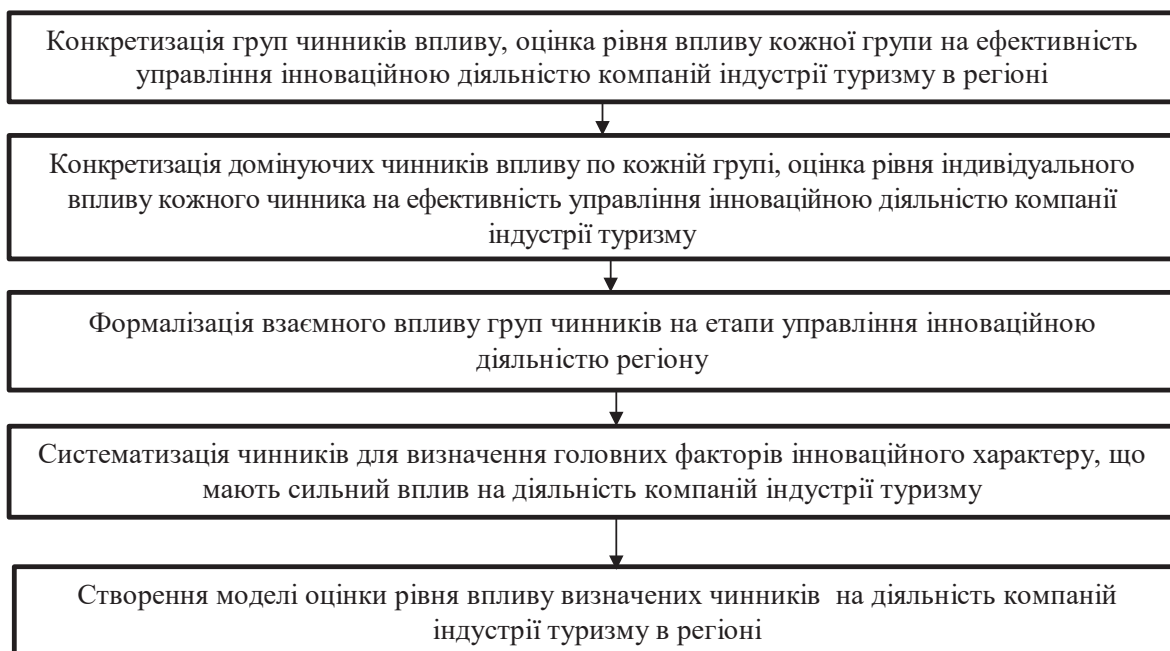 Конкретизація груп чинників впливу, оцінка рівня впливу кожної групи на ефективність
управління інноваційною діяльністю компаній індустрії туризму в регіоні
Конкретизація домінуючих чинників впливу по кожній групі, оцінка рівня індивідуального
впливу кожного чинника на ефективність управління інноваційною діяльністю компанії
індустрії туризму
Формалізація взаємного впливу груп чинників на етапи управління інноваційною
діяльністю регіону
Систематизація чинників для визначення головних факторів інноваційного характеру, що
мають сильний вплив на діяльність компаній індустрії туризму
Створення моделі оцінки рівня впливу визначених чинників на діяльність компаній
індустрії туризму в регіоні